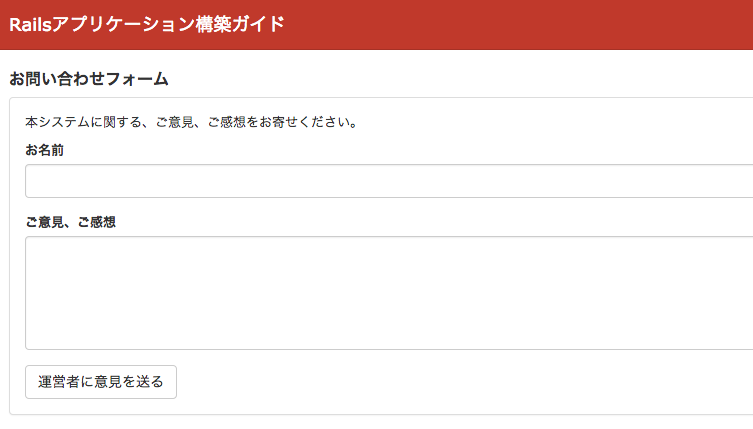 Railsアプリケーション構築ガイド
お問い合わせフォーム
本システムに関する、ご意見、ご感想をお寄せください。
お名前
ご意見、ご感想
運営者に意見を送る